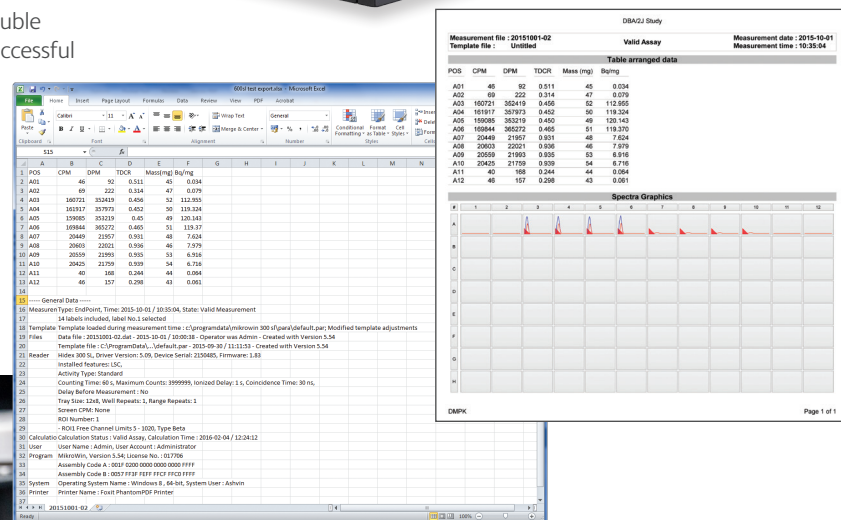 uble
ccessful
600sl test export.xlsx - Microsoft Excel
File Home Insert Page Layout Formulas Data Review View PDF Acrobat
Calibri 11 Wrap Text General
Paste Merge & Center Conditional Format Cell
Formatting as Table Styles
Clipboard Font Alignment Number Styles Cells
S15 fx
A B C D E F G H I J K L M N
1 POS CPM DPM TDCR Mass(mg) Bq/mg
2 A01 46 92 0.511 45 0.034
3 A02 69 222 0.314 47 0.079
4 A03 160721 352419 0.456 52 112.955
5 A04 161917 357973 0.452 50 119.324
6 A05 159085 353219 0.45 49 120.143
7 A06 169844 365272 0.465 51 119.37
8 A07 20449 21957 0.931 48 7.624
9 A08 20603 22021 0.936 46 7.979
10 A09 20559 21993 0.935 53 6.916
11 A10 20425 21759 0.939 54 6.716
12 A11 40 168 0.244 44 0.064
13 A12 46 157 0.298 43 0.061
14
15 ----- General Data -----
16 Measuren Type: EndPoint, Time: 2015-10-01 / 10:35:04, State: Valid Measurement
17 14 labels included, label No.1 selected
18 Template Template loaded during measurement time : c:\programdata\mikrowin 300 sl\para\default.par; Modified template adjustments
19 Files Data file : 20151001-02.dat - 2015-10-01 / 10:00:38 - Operator was Admin - Created with Version 5.54
20 Template file : C:\ProgramData\...\default.par - 2015-09-30 / 11:11:53 - Created with Version 5.54
21 Reader Hidex 300 SL, Driver Version: 5.09, Device Serial: 2150485, Firmware: 1.83
22 Installed features: LSC,
23 Activity Type: Standard
24 Counting Time: 60 s, Maximum Counts: 3999999, Ionized Delay: 1 s, Coincidence Time: 30 ns,
25 Delay Before Measurement : No
26 Tray Size: 12x8, Well Repeats: 1, Range Repeats: 1
27 Screen CPM: None
28 ROI Number: 1
29 - ROI1 Free Channel Limits 5 - 1020, Type Beta
30 Calculatio Calculation Status : Valid Assay, Calculation Time : 2016-02-04 / 12:24:12
31 User User Name : Admin, User Account : Administrator
32 Program MikroWin, Version 5.54; License No. : 017706
33 Assembly Code A : 001F 0200 0000 0000 0000 FFFF
34 Assembly Code B : 0057 FF3F FEFF FFCF FFC0 FFFF
35 System Operating System Name : Windows 8 , 64-bit, System User : Ashvin
36 Printer Printer Name : Foxit PhantomPDF Printer
37
20151001-02
Ready 100%
DBA/2J Study
Measurement file : 20151001-02 Valid Assay Measurement date : 2015-10-01
Template file : Untitled Measurement time : 10:35:04
Table arranged data
POS CPM DPM TDCR Mass (mg) Bq/mg
A01 46 92 0.511 45 0.034
A02 69 222 0.314 47 0.079
A03 160721 352419 0.456 52 112.955
A04 161917 357973 0.452 50 119.324
A05 159085 353219 0.450 49 120.143
A06 169844 365272 0.465 51 119.370
A07 20449 21957 0.931 48 7.624
A08 20603 22021 0.936 46 7.979
A09 20559 21993 0.935 53 6.916
A10 20425 21759 0.939 54 6.716
A11 40 168 0.244 44 0.064
A12 46 157 0.298 43 0.061
Spectra Graphics
# 1 2 3 4 5 6 7 8 9 10 11 12
A
B
C
D
E
F
G
H
DMPK Page 1 of 1